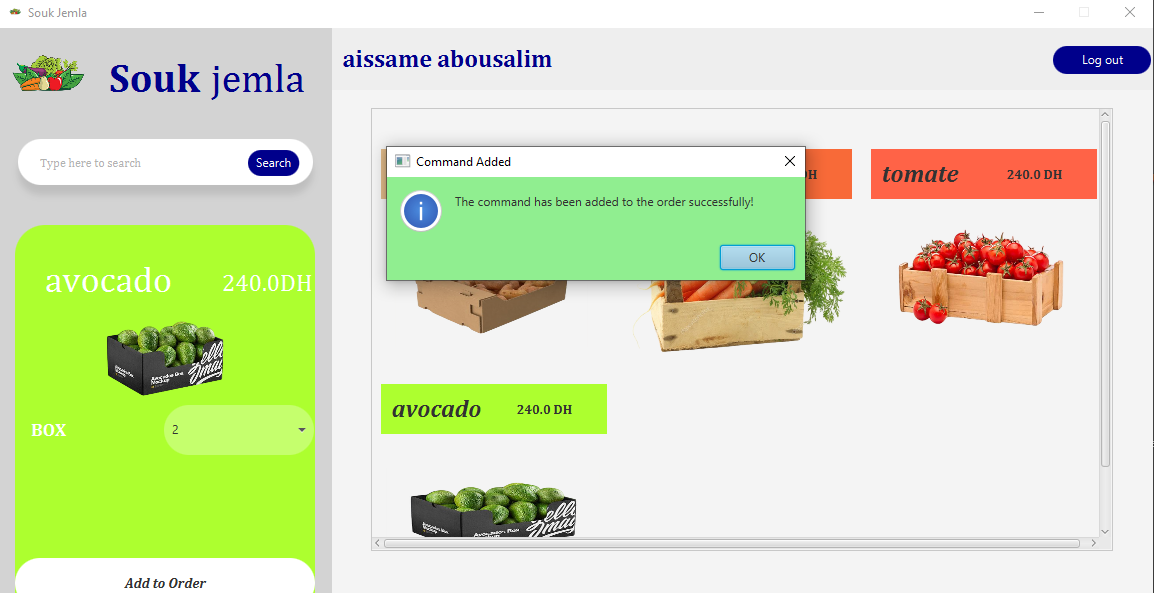 Souk Jemla
Souk jemla
aissame abousalim
Log out
Type here to search
Search
Command Added
The command has been added to the order successfully!
OK
DH
tomate 240.0 DH
avocado 240.0DH
BOX 2
Add to Order
avocado 240.0 DH